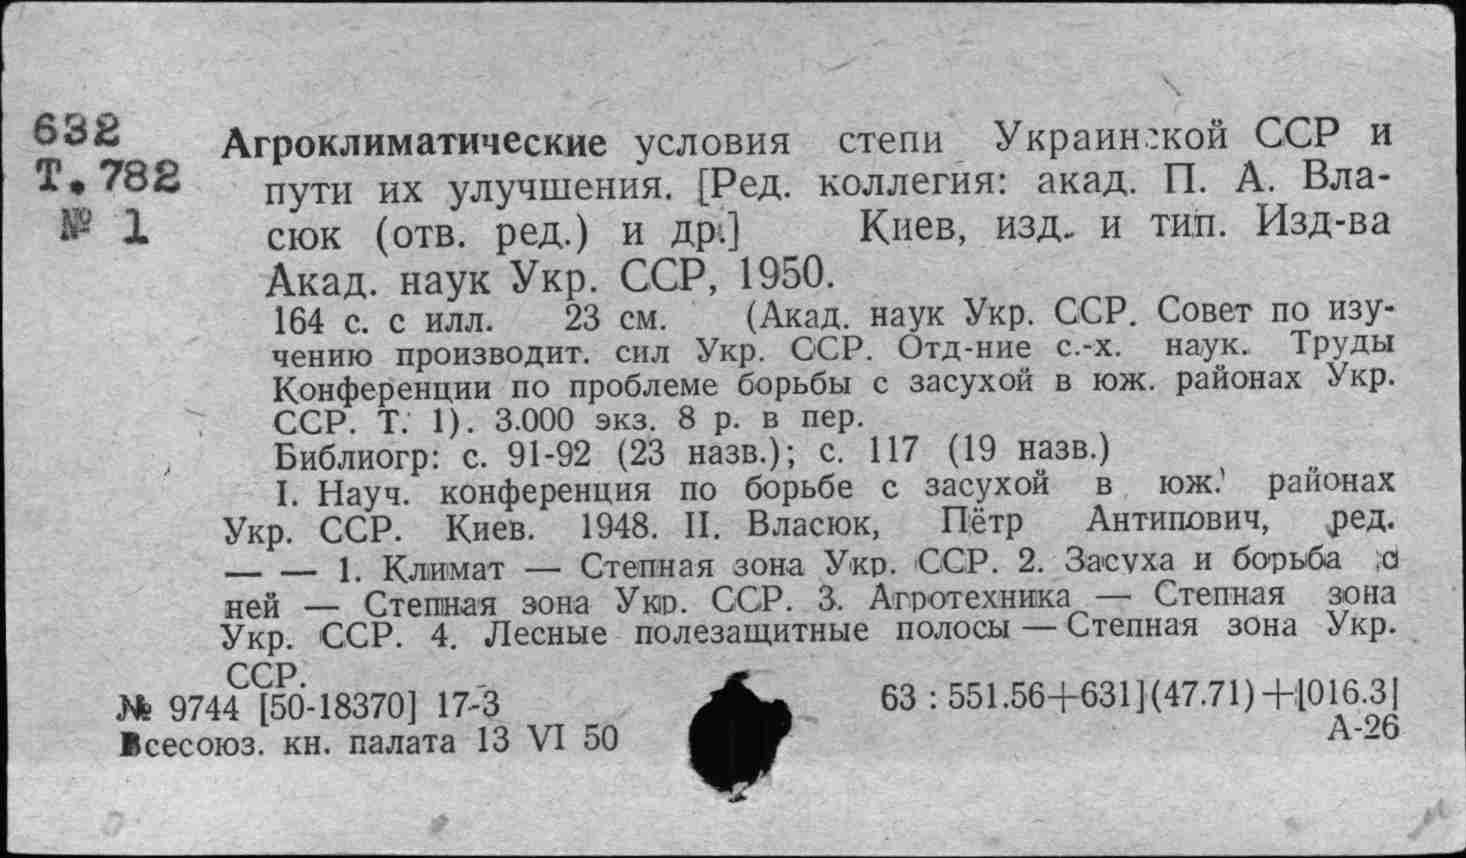 632
Т. 782
№ 1
Агроклиматические условия степи Украинской ССР и
пути их улучшения. [Ред. коллегия: акад. П. А. Вла-
сюк (отв. ред.) и др.] Киев, изд. и тип. Изд-ва
Акад. наук Укр. ССР, 1950.
164 с. с илл. 23 см. (Акад. наук Укр. ССР. Совет по изу-
чению производит. сил Укр. ССР. Отд-ние с.-х. наук. Труды
Конференции по проблеме борьбы с засухой в юж. районах Укр.
ССР. Т. 1). 3.000 экз. 8 р. в пер.
Библиогр: с. 91-92 (23 назв.); с. 117 (19 назв.)
I. Науч. конференция по борьбе с засухой в юж. районах
Укр. ССР. Киев. 1948. II. Власюк, Пётр Антипович, ред.
— — 1. Климат — Степная зона Укр. ССР. 2. Засуха и борьба с
ней — Степная зона Укр. ССР. 3. Агротехника — Степная зона
Укр. ССР. 4. Лесные полезащитные полосы — Степная зона Укр.
ССР.
№ 9744 [50-18370] 17-3
63 : 551.56+631](47.71)+[016.3]
Всесоюз. кн. палата 13 VI 50
А-26